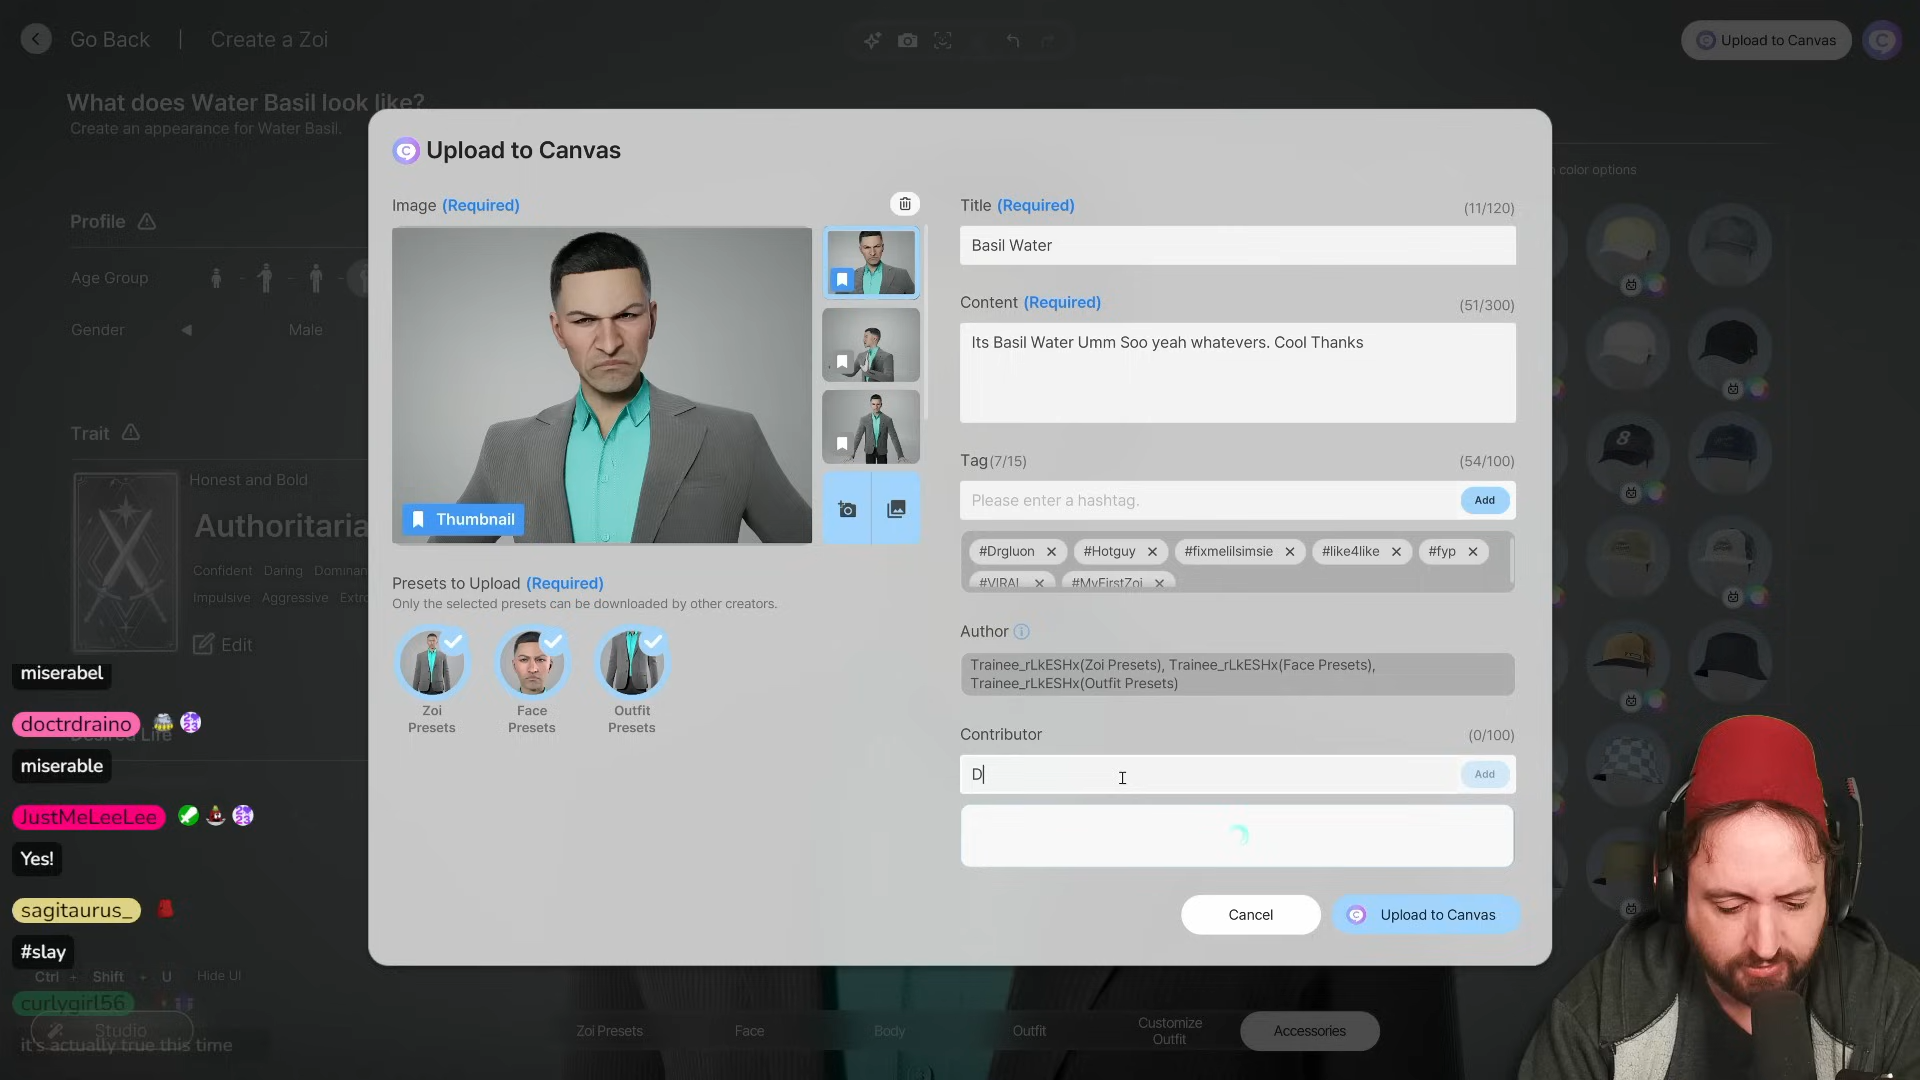 Go Back | Create a Zoi
Upload to Canvas
What does Water Basil look like?
Create an appearance for Water Basil.
Profile
Age Group
Gender
Male
Trait
Honest and Bold
Authoritaria
Confident Daring Dominan
Impulsive Aggressive Extro
Edit
Desired Life
Ctrl + Shift + U Hide UI
Studio
color options
8
Upload to Canvas
Image (Required)
Thumbnail
Presets to Upload (Required)
Only the selected presets can be downloaded by other creators.
Zoi
Presets
Face
Presets
Outfit
Presets
Title (Required)
(11/120)
Basil Water
Content (Required)
(51/300)
Its Basil Water Umm Soo yeah whatevers. Cool Thanks
Tag(7/15)
(54/100)
Please enter a hashtag.
Add
#Drgluon
#Hotguy
#fixmelilsimsie
#like4like
#fyp
#VIRAL
#MyFirstZoi
Author
Trainee_rLkESHx(Zoi Presets), Trainee_rLkESHx(Face Presets),
Trainee_rLkESHx(Outfit Presets)
Contributor
(0/100)
D
Add
Cancel
Upload to Canvas
miserabel
doctrdraino
miserable
JustMeLeeLee
Yes!
sagitaurus_
#slay
curlygirl56
it's actually true this time
Zoi Presets
Face
Body
Outfit
Customize
Outfit
Accessories